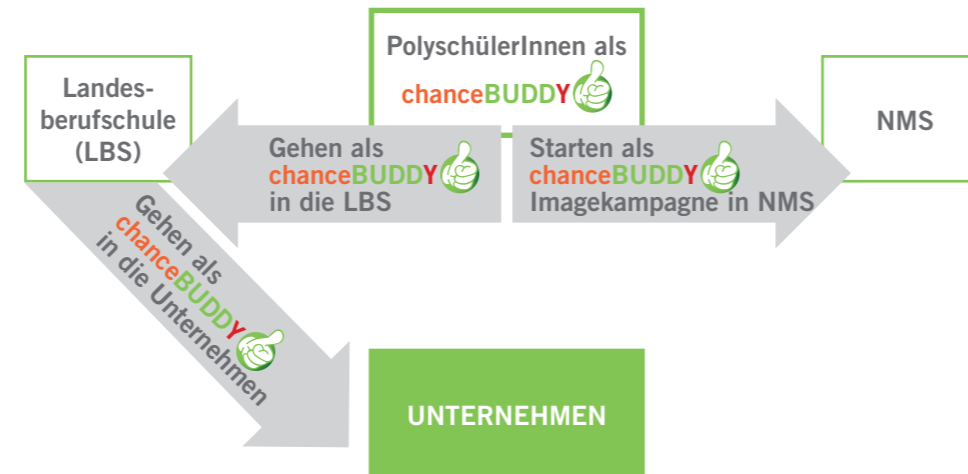 PolyschülerInnen als
chanceBUDDY
Landes-
berufschule
(LBS)
NMS
Gehen als
chanceBUDDY
in die LBS
Starten als
chanceBUDDY
Imagekampagne in NMS
Gehen als
chanceBUDDY
in die Unternehmen
UNTERNEHMEN